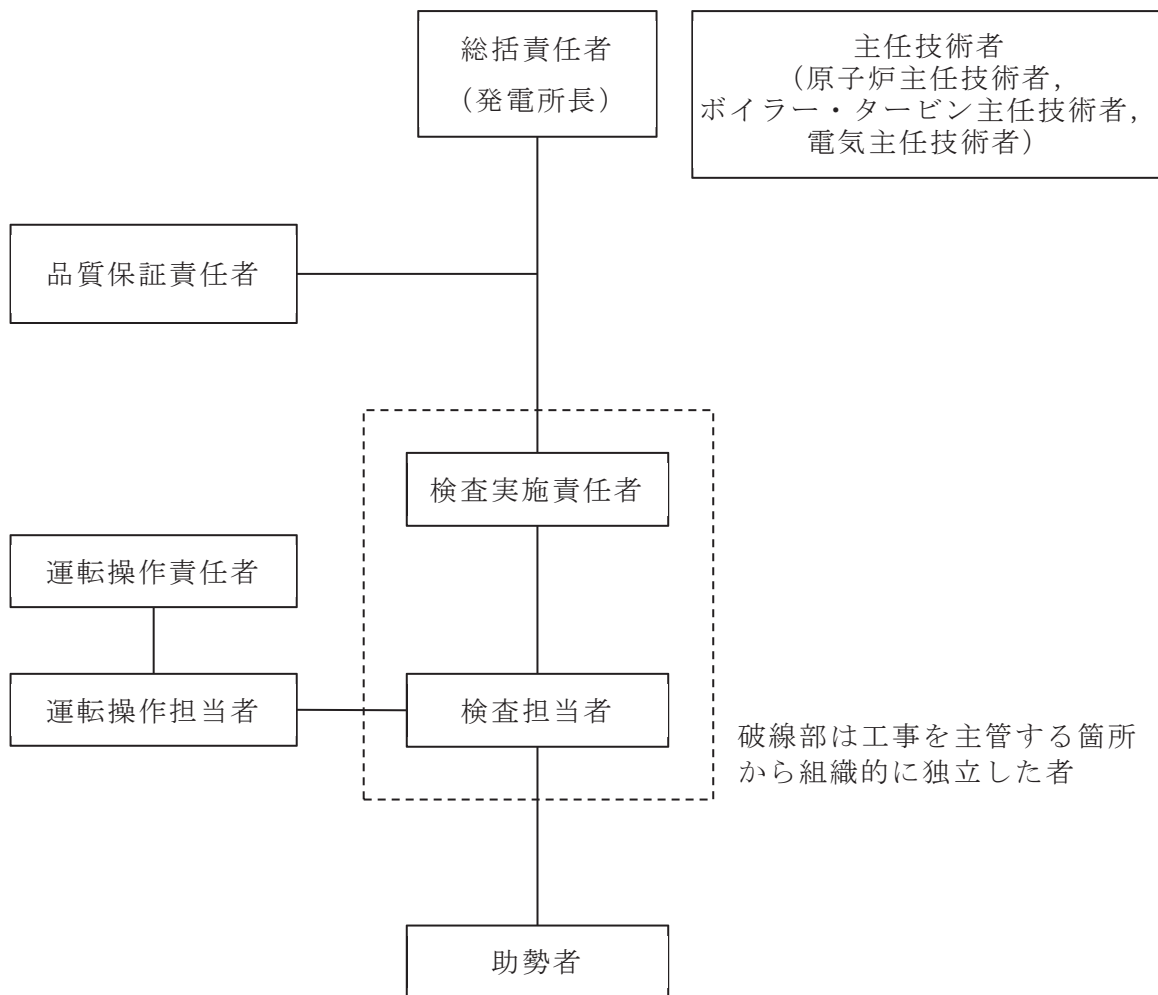 総括責任者
（発電所長）
主任技術者
（原子炉主任技術者，
ボイラー・タービン主任技術者，
電気主任技術者）
品質保証責任者
検査実施責任者
運転操作責任者
運転操作担当者
検査担当者
破線部は工事を主管する箇所
から組織的に独立した者
助勢者